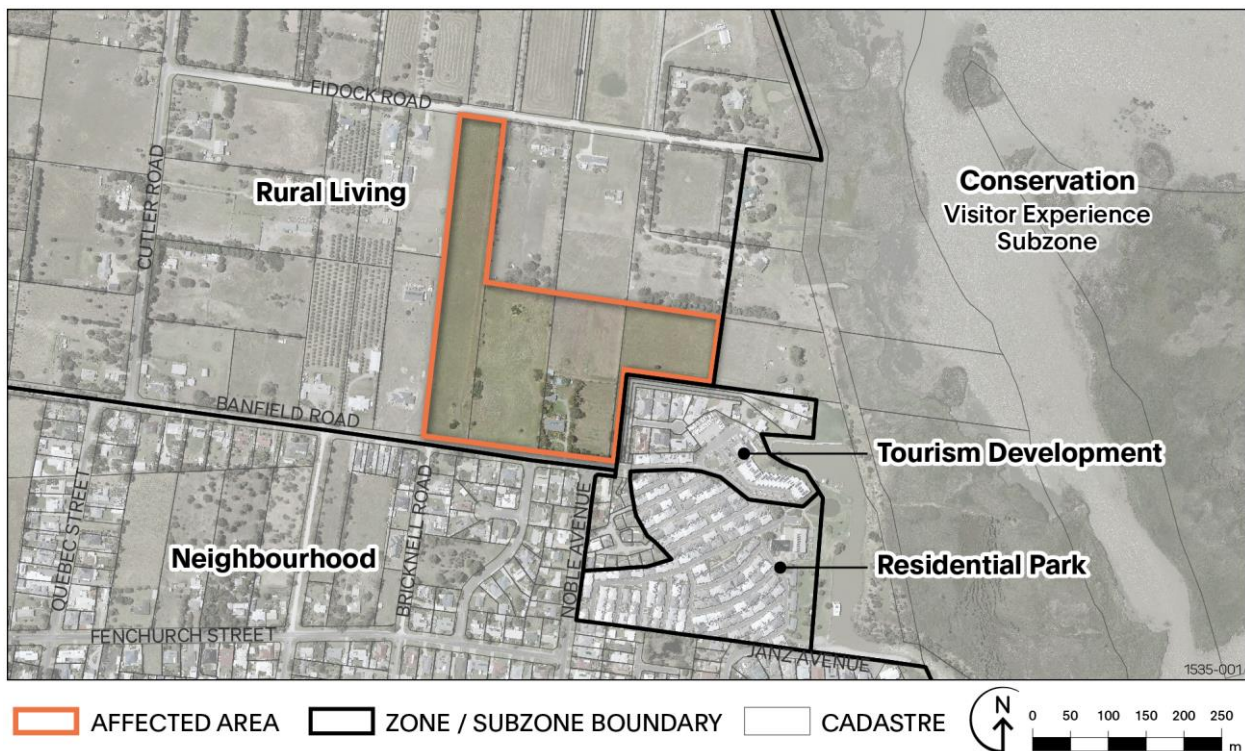 FIDOCK ROAD
CUTLER ROAD
Rural Living
Conservation
Visitor Experience
Subzone
BANFIELD ROAD
Tourism Development
QUEBEC STREET
Neighbourhood
BRICKNELL ROAD
NOBLE AVENUE
Residential Park
FENCHURCH STREET
JANZ AVENUE
1535-001
AFFECTED AREA
ZONE / SUBZONE BOUNDARY
CADASTRE
N
0 50 100 150 200 250
m